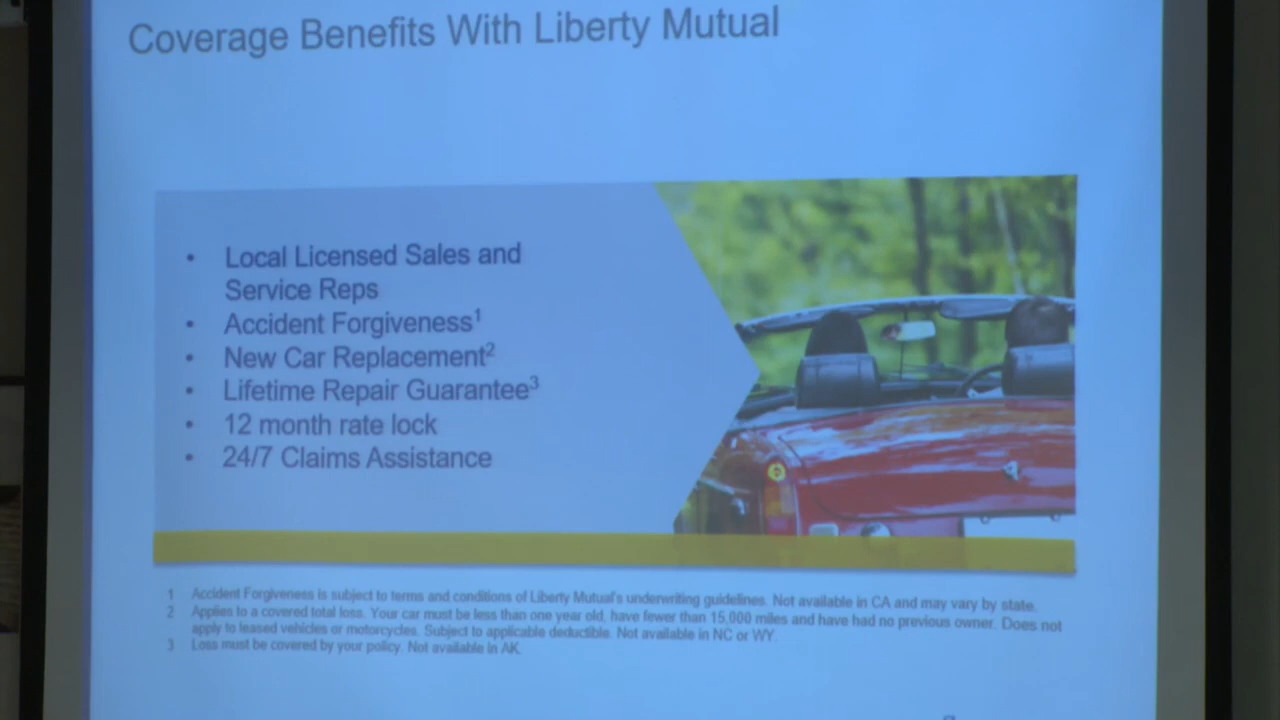 Coverage Benefits With Liberty Mutual
• Local Licensed Sales and
Service Reps
• Accident Forgiveness¹
• New Car Replacement²
• Lifetime Repair Guarantee³
• 12 month rate lock
• 24/7 Claims Assistance
1 Accident Forgiveness is subject to terms and conditions of Liberty Mutual's underwriting guidelines. Not available in CA and may vary by state.
2 Applies to a covered total loss. Your car must be less than one year old, have fewer than 15,000 miles and have had no previous owner. Does not
apply to leased vehicles or motorcycles. Subject to applicable deductible. Not available in NC or WY.
3 Loss must be covered by your policy. Not available in AK.